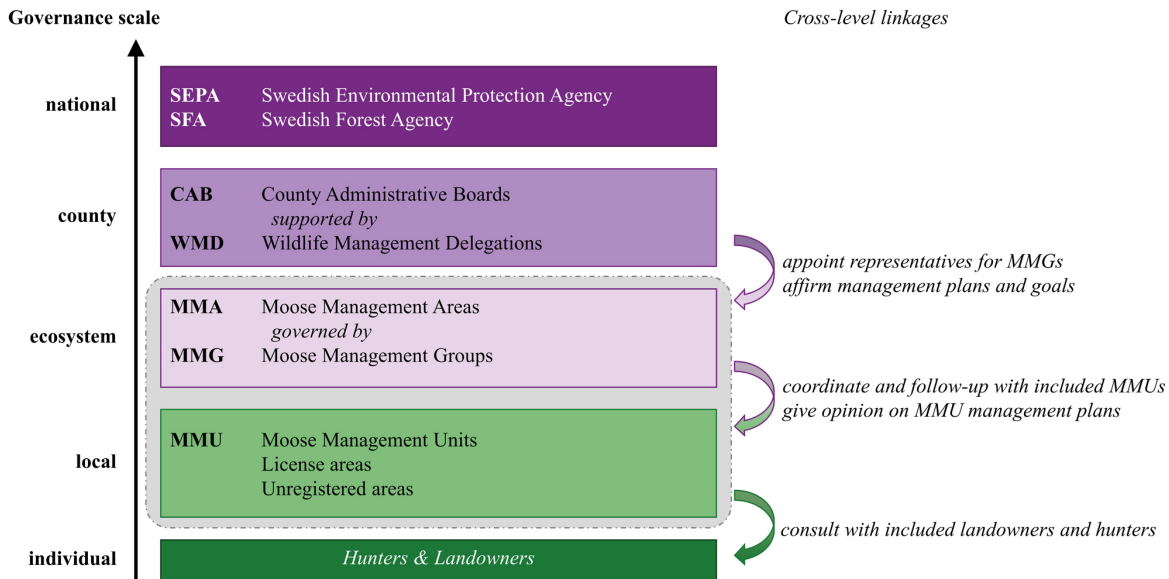 Governance scale
Cross-level linkages
national
SEPA Swedish Environmental Protection Agency
SFA Swedish Forest Agency
county
CAB County Administrative Boards
supported by
WMD Wildlife Management Delegations
appoint representatives for MMGs
affirm management plans and goals
ecosystem
MMA Moose Management Areas
governed by
MMG Moose Management Groups
coordinate and follow-up with included MMUs
give opinion on MMU management plans
local
MMU Moose Management Units
License areas
Unregistered areas
consult with included landowners and hunters
individual
Hunters & Landowners